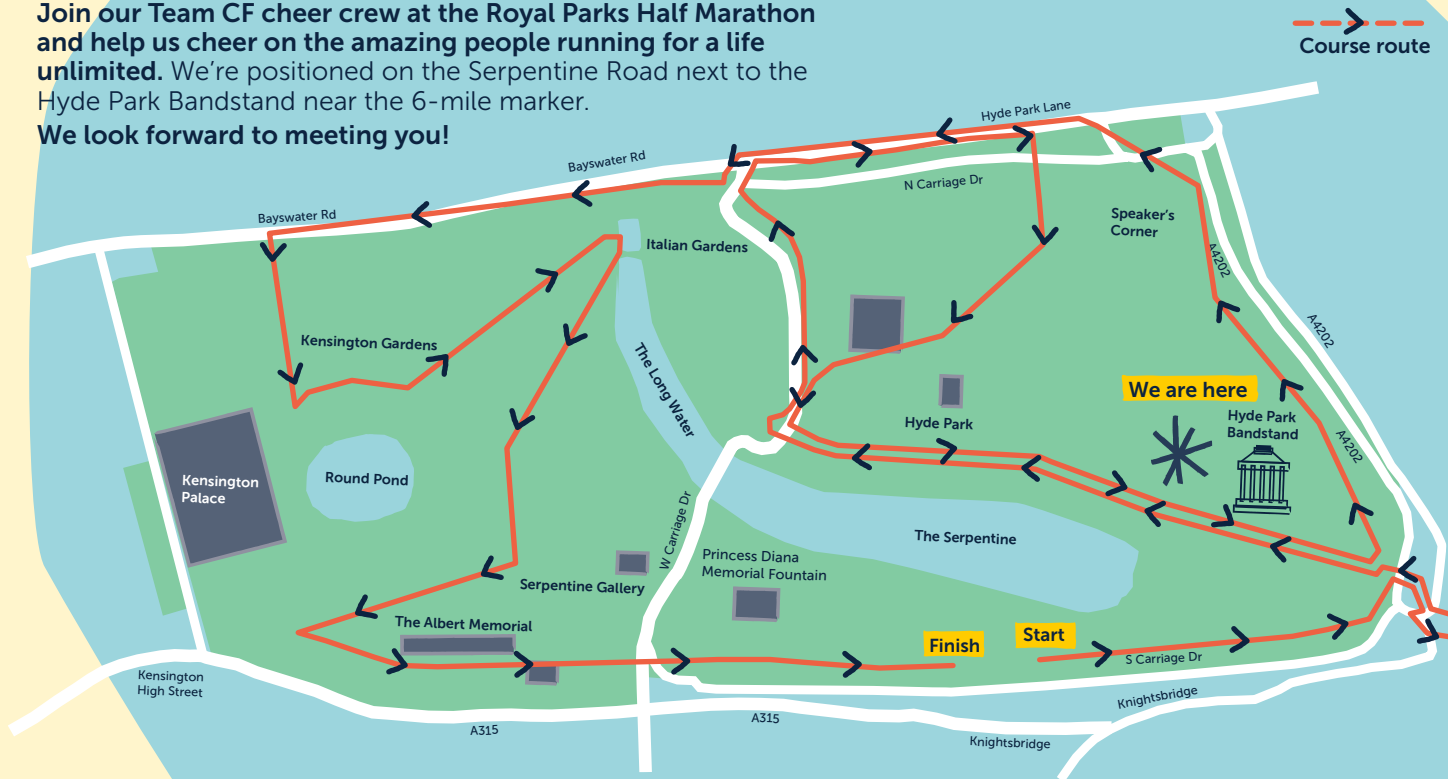 Join our Team CF cheer crew at the Royal Parks Half Marathon
and help us cheer on the amazing people running for a life
unlimited. We’re positioned on the Serpentine Road next to the
Hyde Park Bandstand near the 6-mile marker.
We look forward to meeting you!
Course route
Hyde Park Lane
Bayswater Rd
Bayswater Rd
N Carriage Dr
Speaker’s
Corner
Italian Gardens
A4202
A4202
Kensington Gardens
The Long Water
We are here
Hyde Park
Hyde Park
Bandstand
A4202
Kensington
Palace
Round Pond
W Carriage Dr
The Serpentine
Princess Diana
Memorial Fountain
Serpentine Gallery
The Albert Memorial
Finish
Start
S Carriage Dr
Kensington
High Street
A315
A315
Knightsbridge
Knightsbridge